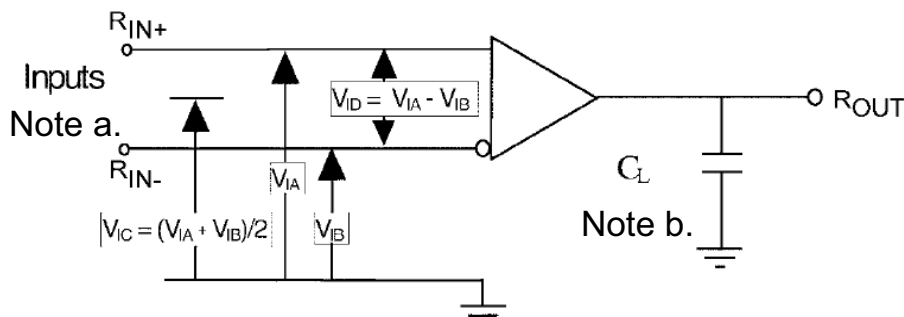 RIN+
Inputs
Note a.
VID = VIA - VIB
ROUT
RIN-
VIA
CL
VIC = (VIA + VIB)/2
VIB
Note b.